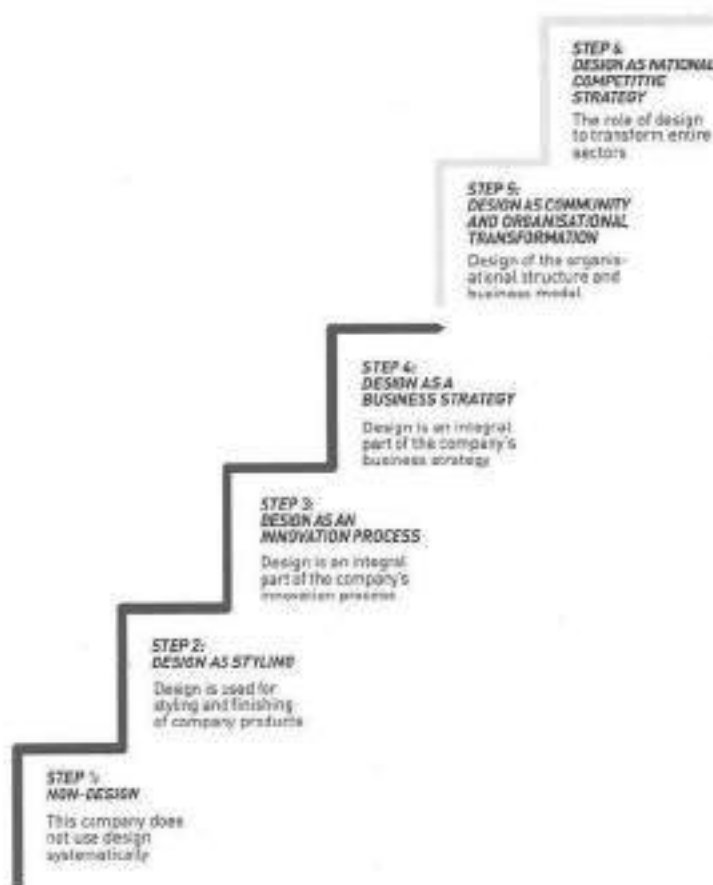 STEP 6
DESIGN AS NATIONAL
COMPETITIVE
STRATEGY
The role of design
to transform entire
sectors
STEP 5:
DESIGN AS COMMUNITY
AND ORGANISATIONAL
TRANSFORMATION
Design of the organis-
ational structure and
business model
STEP 4:
DESIGN AS A
BUSINESS STRATEGY
Design is an integral
part of the company's
business strategy
STEP 3:
DESIGN AS AN
INNOVATION PROCESS
Design is an integral
part of the company's
innovation process
STEP 2:
DESIGN AS STYLING
Design is used for
styling and finishing
of company products
STEP 1:
NON-DESIGN
This company does
not use design
systematically